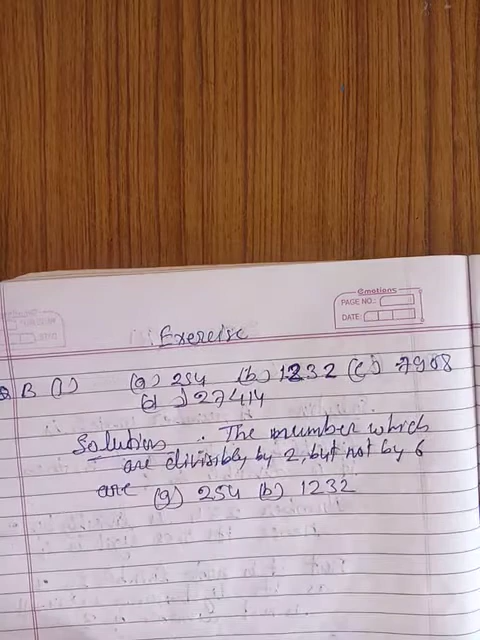 emotions
PAGE NO.:
DATE:
Exercise
B (1) (a) 254 (b) 1232 (c) 7908
(d) 27414
Solution. The number which
are divisibly by 2, but not by 6
are (a) 254 (b) 1232